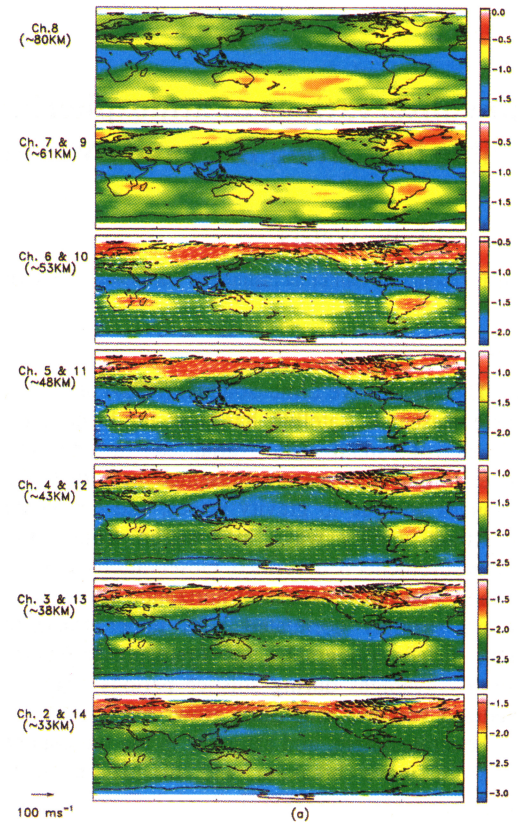 Ch.8
(~80KM)
0.0
-0.5
-1.0
-1.5
Ch. 7 & 9
(~61KM)
-0.5
-1.0
-1.5
Ch. 6 & 10
(~53KM)
-0.5
-1.0
-1.5
-2.0
Ch. 5 & 11
(~48KM)
-1.0
-1.5
-2.0
Ch. 4 & 12
(~43KM)
-1.0
-1.5
-2.0
-2.5
Ch. 3 & 13
(~38KM)
-1.5
-2.0
-2.5
Ch. 2 & 14
(~33KM)
-1.5
-2.0
-2.5
-3.0
100 ms⁻¹
(a)